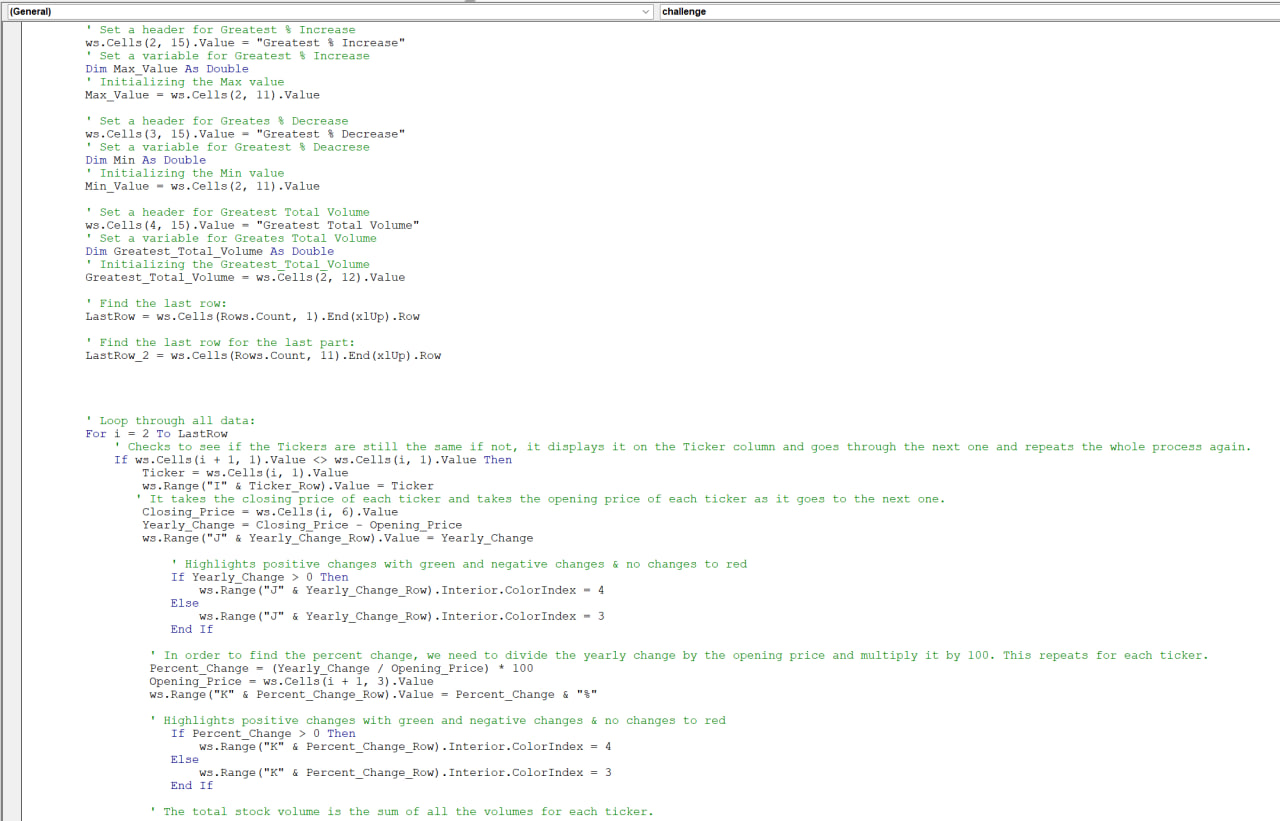 (General)
challenge
' Set a header for Greatest % Increase
ws.Cells(2, 15).Value = "Greatest % Increase"
' Set a variable for Greatest % Increase
Dim Max_Value As Double
' Initializing the Max value
Max_Value = ws.Cells(2, 11).Value
' Set a header for Greates % Decrease
ws.Cells(3, 15).Value = "Greatest % Decrease"
' Set a variable for Greatest % Deacrese
Dim Min As Double
' Initializing the Min value
Min_Value = ws.Cells(2, 11).Value
' Set a header for Greatest Total Volume
ws.Cells(4, 15).Value = "Greatest Total Volume"
' Set a variable for Greates Total Volume
Dim Greatest_Total_Volume As Double
' Initializing the Greatest_Total_Volume
Greatest_Total_Volume = ws.Cells(2, 12).Value
' Find the last row:
LastRow = ws.Cells(Rows.Count, 1).End(xlUp).Row
' Find the last row for the last part:
LastRow_2 = ws.Cells(Rows.Count, 11).End(xlUp).Row
' Loop through all data:
For i = 2 To LastRow
' Checks to see if the Tickers are still the same if not, it displays it on the Ticker column and goes through the next one and repeats the whole process again.
If ws.Cells(i + 1, 1).Value <> ws.Cells(i, 1).Value Then
Ticker = ws.Cells(i, 1).Value
ws.Range("I" & Ticker_Row).Value = Ticker
' It takes the closing price of each ticker and takes the opening price of each ticker as it goes to the next one.
Closing_Price = ws.Cells(i, 6).Value
Yearly_Change = Closing_Price - Opening_Price
ws.Range("J" & Yearly_Change_Row).Value = Yearly_Change
' Highlights positive changes with green and negative changes & no changes to red
If Yearly_Change > 0 Then
ws.Range("J" & Yearly_Change_Row).Interior.ColorIndex = 4
Else
ws.Range("J" & Yearly_Change_Row).Interior.ColorIndex = 3
End If
' In order to find the percent change, we need to divide the yearly change by the opening price and multiply it by 100. This repeats for each ticker.
Percent_Change = (Yearly_Change / Opening_Price) * 100
Opening_Price = ws.Cells(i + 1, 3).Value
ws.Range("K" & Percent_Change_Row).Value = Percent_Change & "%"
' Highlights positive changes with green and negative changes & no changes to red
If Percent_Change > 0 Then
ws.Range("K" & Percent_Change_Row).Interior.ColorIndex = 4
Else
ws.Range("K" & Percent_Change_Row).Interior.ColorIndex = 3
End If
' The total stock volume is the sum of all the volumes for each ticker.